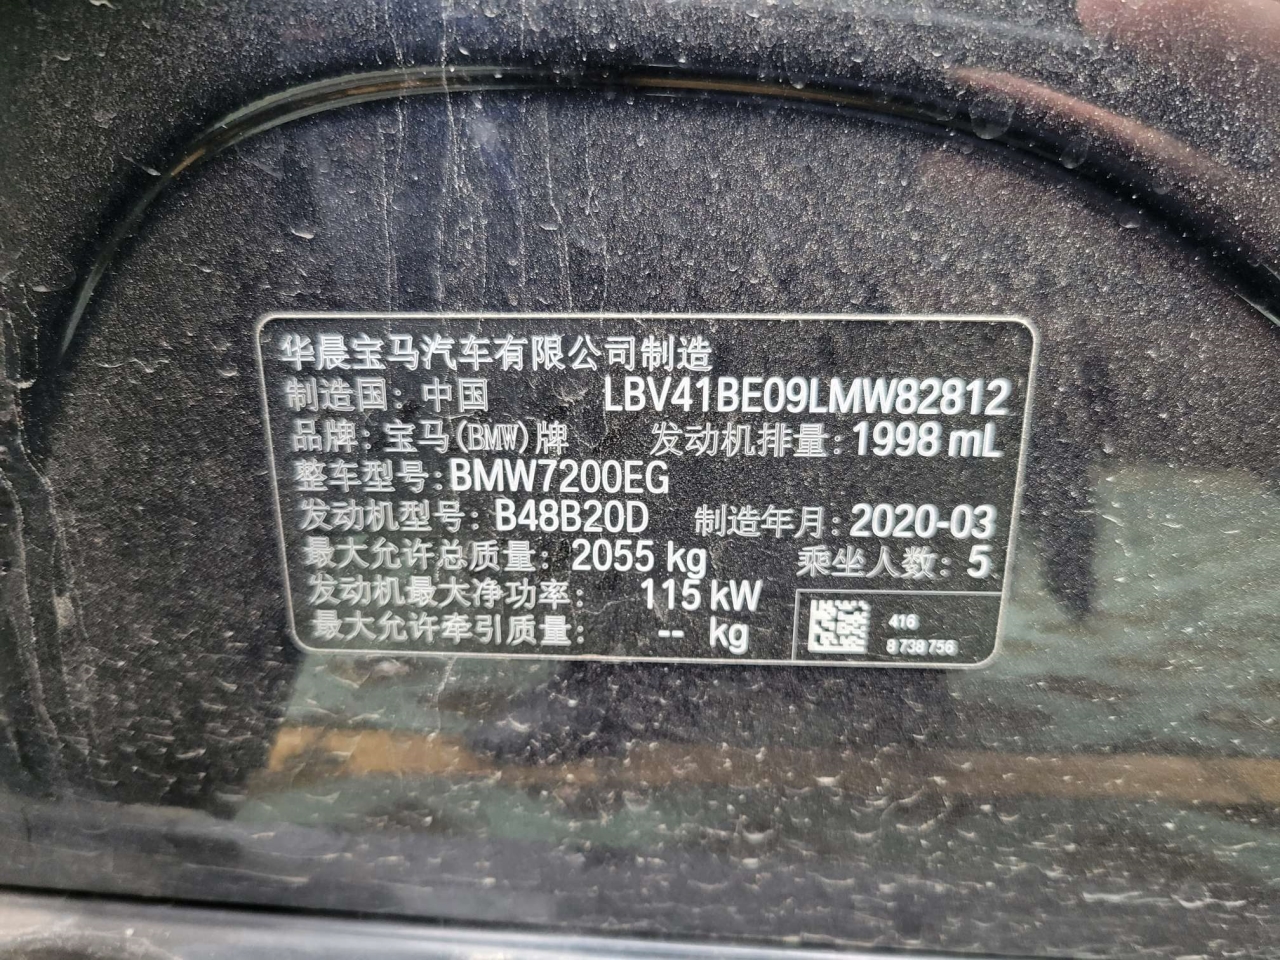 华晨宝马汽车有限公司制造
制造国：中国 LBV41BE09LMW82812
品牌：宝马(BMW)牌 发动机排量：1998 mL
整车型号：BMW7200EG
发动机型号：B48B20D 制造年月：2020-03
最大允许总质量：2055 kg 乘坐人数：5
发动机最大净功率： 115 kW
最大允许牵引质量： -- kg
416
8 738 756